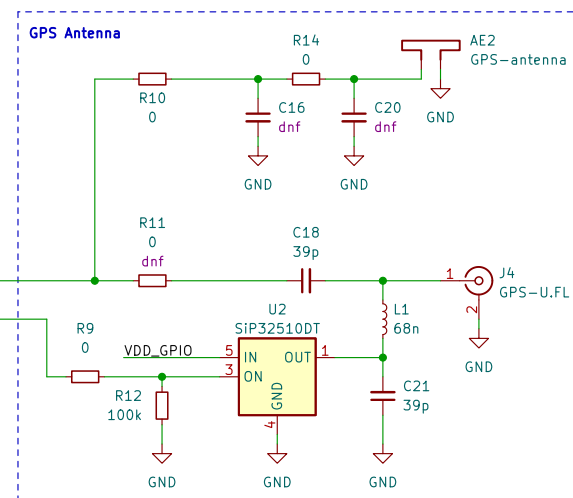 GPS Antenna
R14
0
AE2
GPS-antenna
R10
0
C16
dnf
C20
dnf
GND
GND
GND
R11
0
dnf
C18
39p
1
J4
GPS-U.FL
2
U2
SiP32510DT
L1
68n
R9
0
VDD_GPIO
5
IN
OUT
1
3
ON
GND
4
GND
R12
100k
C21
39p
GND
GND
GND